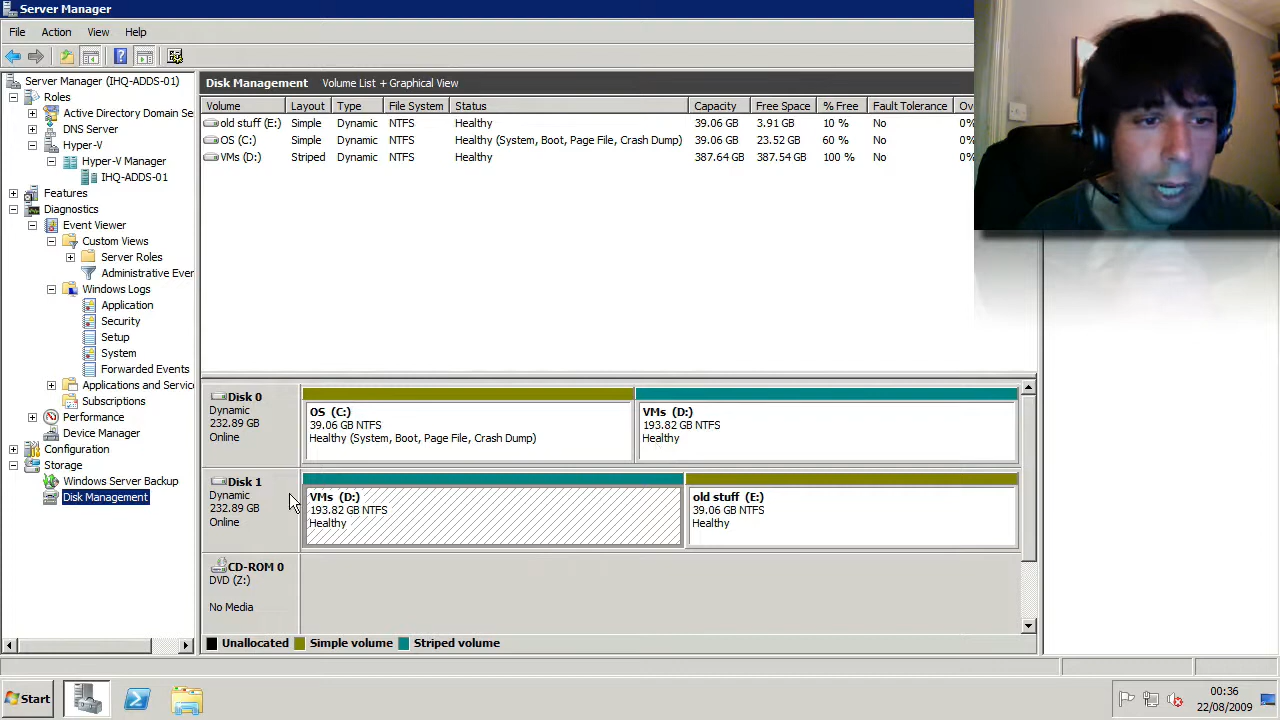 Server Manager
File Action View Help
Server Manager (IHQ-ADDS-01)
Roles
Active Directory Domain Se
DNS Server
Hyper-V
Hyper-V Manager
IHQ-ADDS-01
Features
Diagnostics
Event Viewer
Custom Views
Server Roles
Administrative Ever
Windows Logs
Application
Security
Setup
System
Forwarded Events
Applications and Service
Subscriptions
Performance
Device Manager
Configuration
Storage
Windows Server Backup
Disk Management
Disk Management Volume List + Graphical View
Volume Layout Type File System Status Capacity Free Space % Free Fault Tolerance Ov
old stuff (E:) Simple Dynamic NTFS Healthy 39.06 GB 3.91 GB 10 % No 0%
OS (C:) Simple Dynamic NTFS Healthy (System, Boot, Page File, Crash Dump) 39.06 GB 23.52 GB 60 % No 0%
VMs (D:) Striped Dynamic NTFS Healthy 387.64 GB 387.54 GB 100 % No 0%
Disk 0
Dynamic
232.89 GB
Online
OS (C:)
39.06 GB NTFS
Healthy (System, Boot, Page File, Crash Dump)
VMs (D:)
193.82 GB NTFS
Healthy
Disk 1
Dynamic
232.89 GB
Online
VMs (D:)
193.82 GB NTFS
Healthy
old stuff (E:)
39.06 GB NTFS
Healthy
CD-ROM 0
DVD (Z:)
No Media
Unallocated Simple volume Striped volume
Start
00:36
22/08/2009